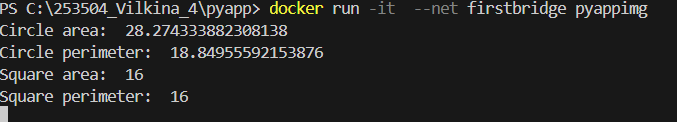 PS C:\253504_Vilkina_4\pyapp> docker run -it  --net firstbridge pyappimg
Circle area:  28.274333882308138
Circle perimeter:  18.84955592153876
Square area:  16
Square perimeter:  16